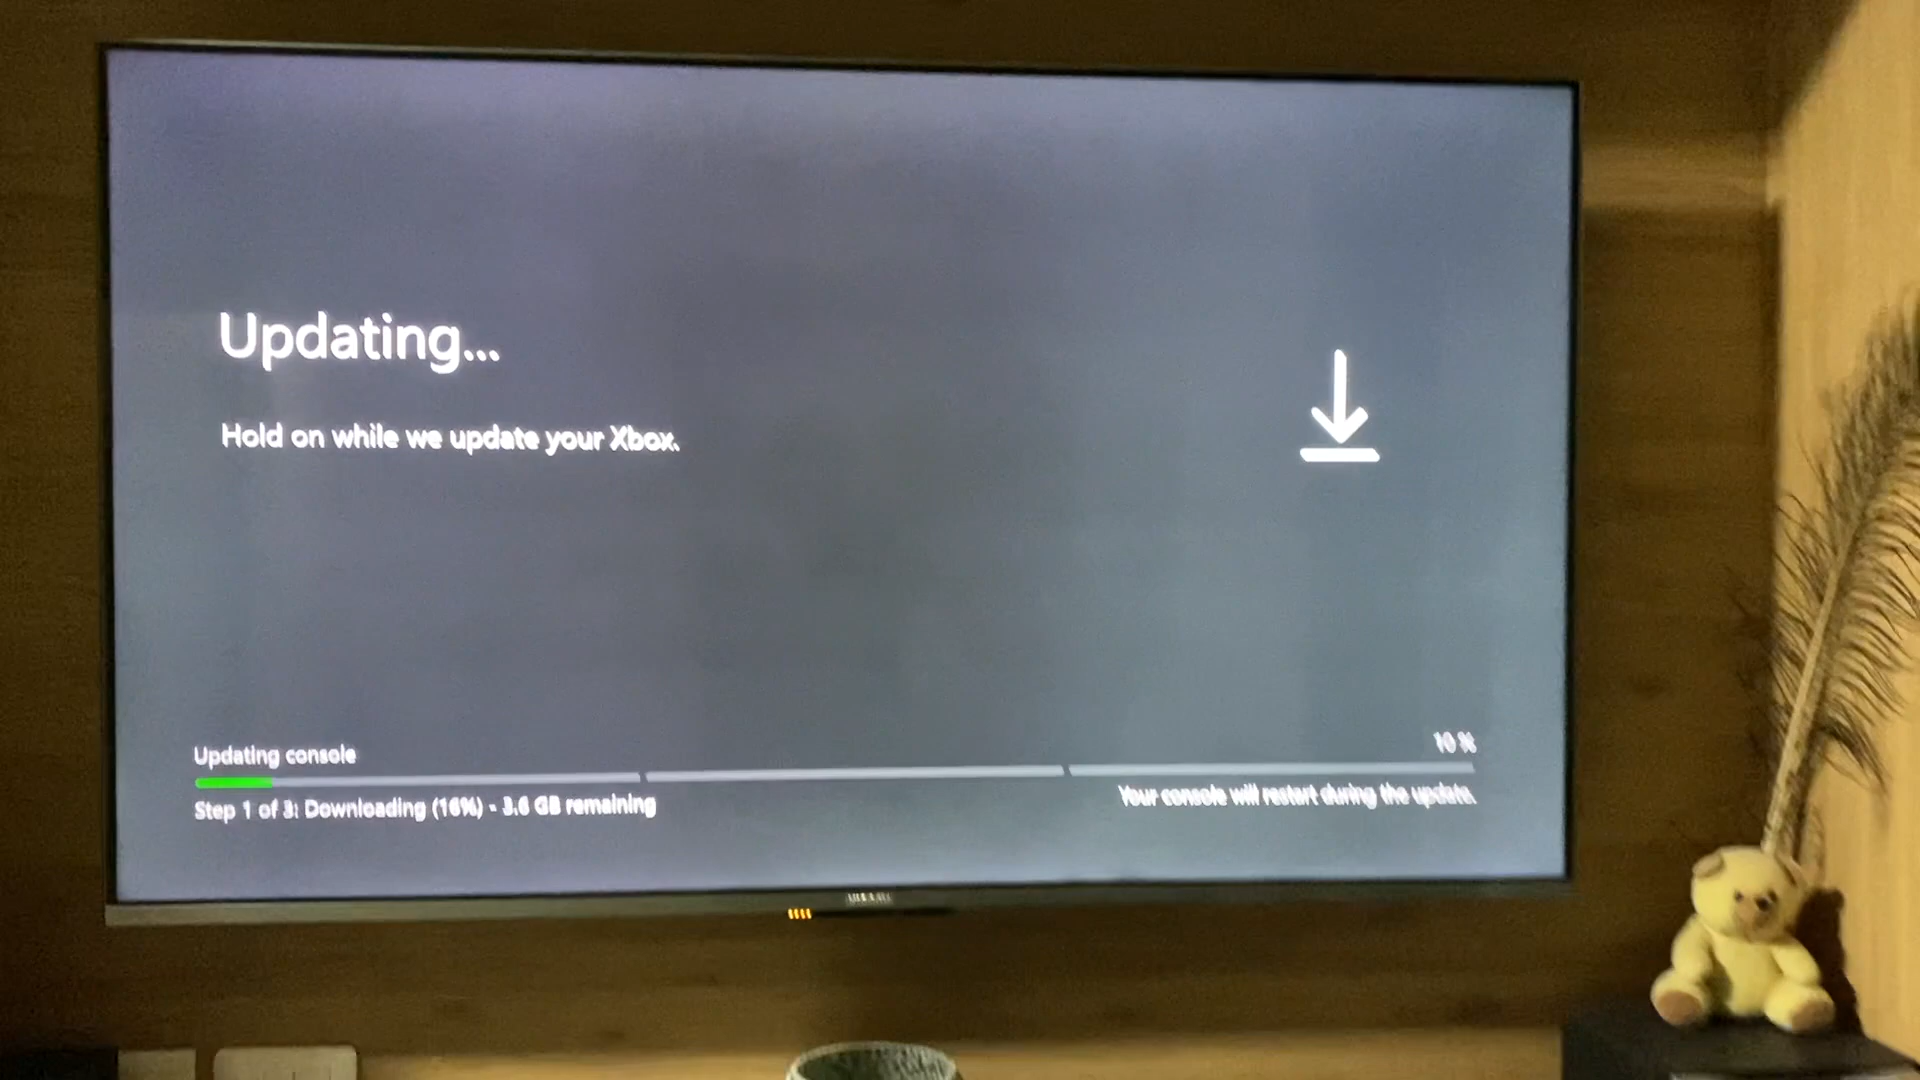 Updating...
Hold on while we update your Xbox.
Updating console
10 %
Step 1 of 3: Downloading (16%) - 3.6 GB remaining
Your console will restart during the update.